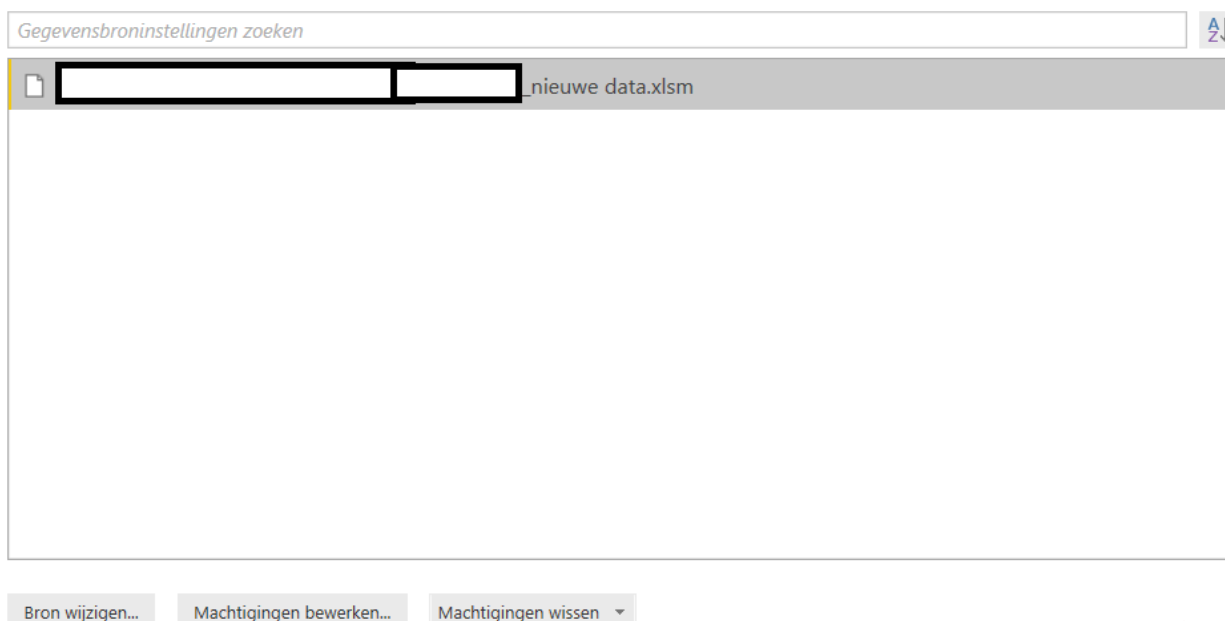 Gegevensbroninstellingen zoeken
A
Z
_nieuwe data.xlsm
Bron wijzigen...
Machtigingen bewerken...
Machtigingen wissen